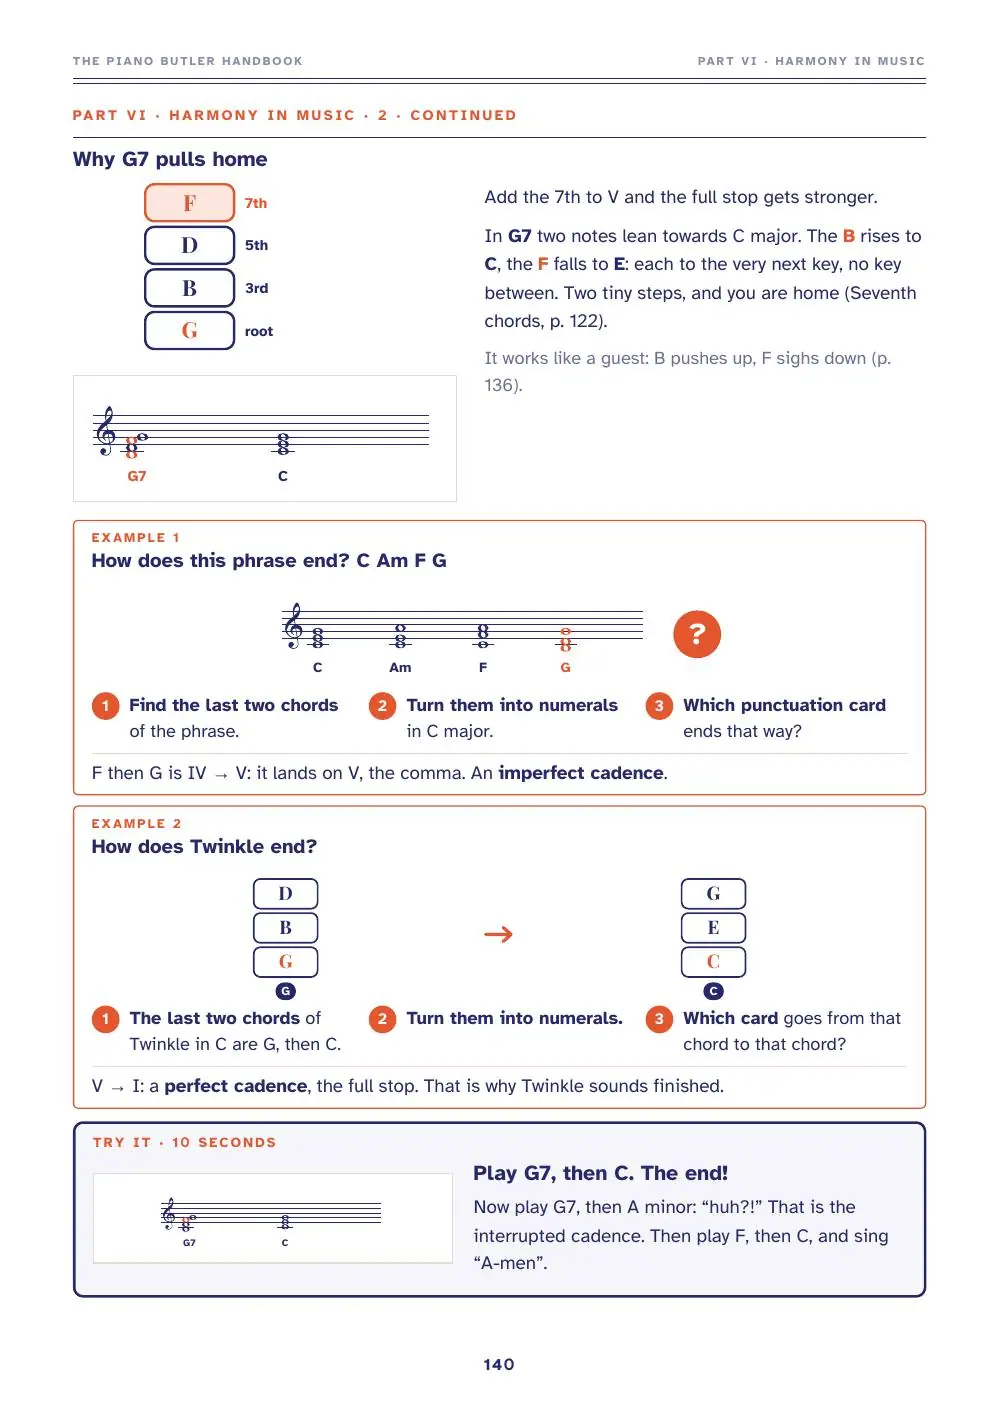 THE PIANO BUTLER HANDBOOK
PART VI · HARMONY IN MUSIC
PART VI · HARMONY IN MUSIC · 2 · CONTINUED
Why G7 pulls home
F 7th
D 5th
B 3rd
G root
G7 C
Add the 7th to V and the full stop gets stronger.
In G7 two notes lean towards C major. The B rises to
C, the F falls to E: each to the very next key, no key
between. Two tiny steps, and you are home (Seventh
chords, p. 122).
It works like a guest: B pushes up, F sighs down (p.
136).
EXAMPLE 1
How does this phrase end? C Am F G
?
C Am F G
1 Find the last two chords
of the phrase.
2 Turn them into numerals
in C major.
3 Which punctuation card
ends that way?
F then G is IV → V: it lands on V, the comma. An imperfect cadence.
EXAMPLE 2
How does Twinkle end?
D
B
G
G
→
G
E
C
C
1 The last two chords of
Twinkle in C are G, then C.
2 Turn them into numerals.
3 Which card goes from that
chord to that chord?
V → I: a perfect cadence, the full stop. That is why Twinkle sounds finished.
TRY IT · 10 SECONDS
G7 C
Play G7, then C. The end!
Now play G7, then A minor: “huh?!” That is the
interrupted cadence. Then play F, then C, and sing
“A-men”.
140